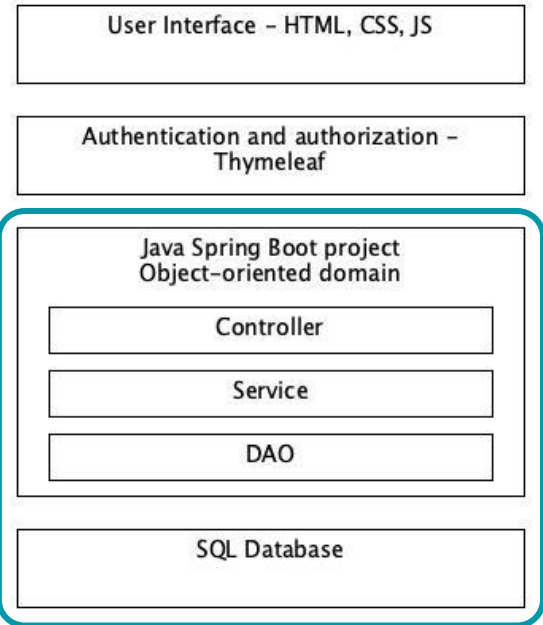 User Interface – HTML, CSS, JS
Authentication and authorization –
Thymeleaf
Java Spring Boot project
Object-oriented domain
Controller
Service
DAO
SQL Database